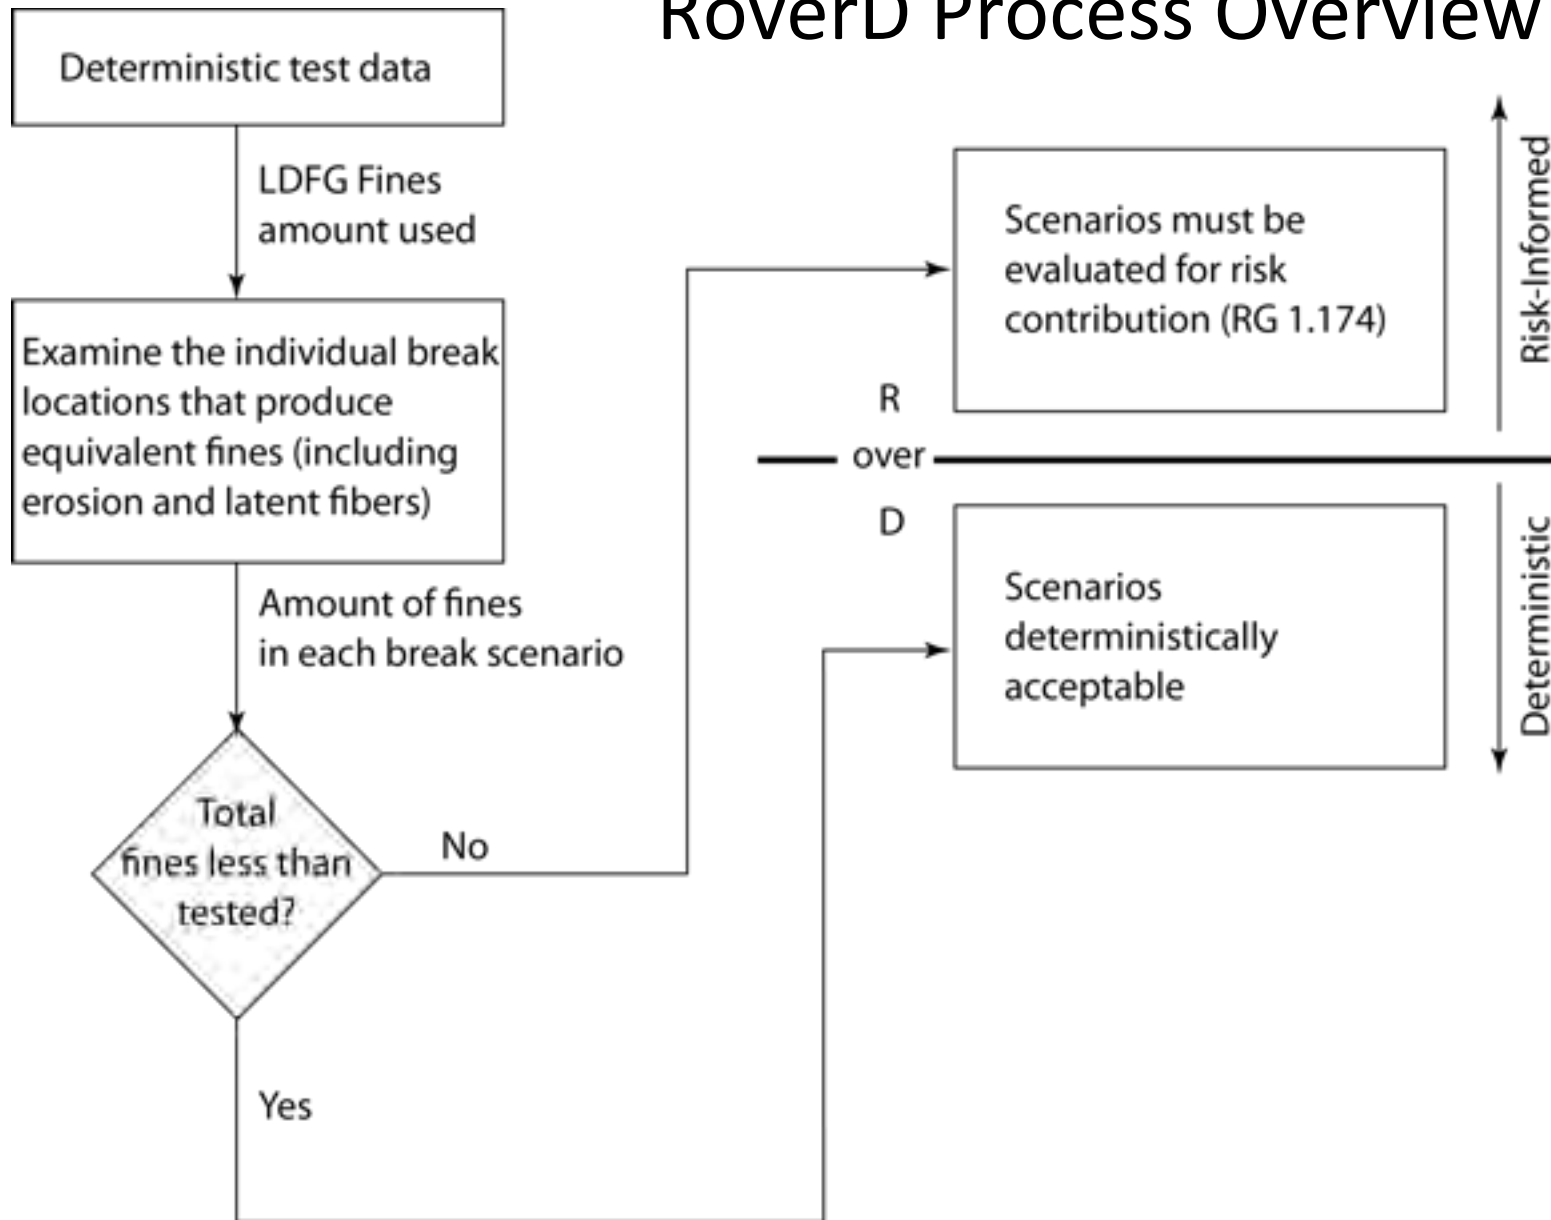 RoverD Process Overview
Deterministic test data
LDFG Fines
amount used
Examine the individual break
locations that produce
equivalent fines (including
erosion and latent fibers)
Amount of fines
in each break scenario
Total
fines less than
tested?
No
Yes
Scenarios must be
evaluated for risk
contribution (RG 1.174)
R
over
D
Scenarios
deterministically
acceptable
Risk-Informed
Deterministic